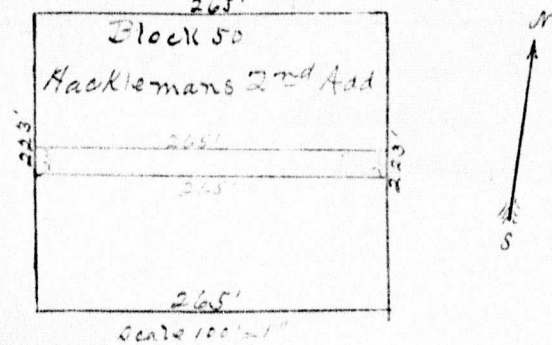 265'
Block 50
Hacklemans 2nd Add
223'
265'
265'
223'
265'
Scale 100'=1"
N
S